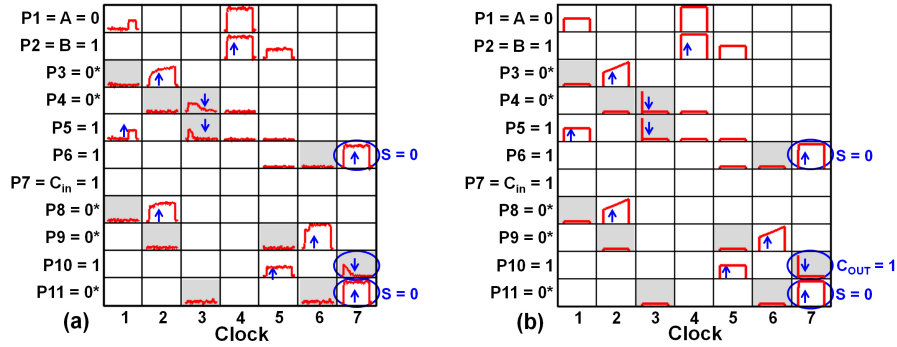 P1 = A = 0
P2 = B = 1
P3 = 0*
P4 = 0*
P5 = 1
P6 = 1
S = 0
P7 = Cin = 1
P8 = 0*
P9 = 0*
P10 = 1
P11 = 0*
S = 0
1 2 3 4 5 6 7
(a)
Clock
P1 = A = 0
P2 = B = 1
P3 = 0*
P4 = 0*
P5 = 1
P6 = 1
S = 0
P7 = Cin = 1
P8 = 0*
P9 = 0*
P10 = 1
COUT = 1
P11 = 0*
S = 0
1 2 3 4 5 6 7
(b)
Clock